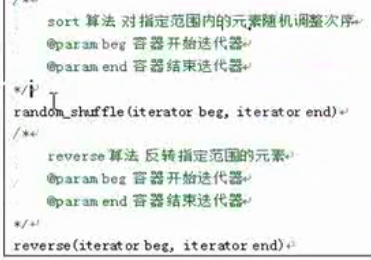 /*
sort 算法 对指定范围内的元素随机调整次序
@param beg 容器开始迭代器
@param end 容器结束迭代器
*/
random_shuffle(iterator beg, iterator end)
/*
reverse 算法 反转指定范围的元素
@param beg 容器开始迭代器
@param end 容器结束迭代器
*/
reverse(iterator beg, iterator end)